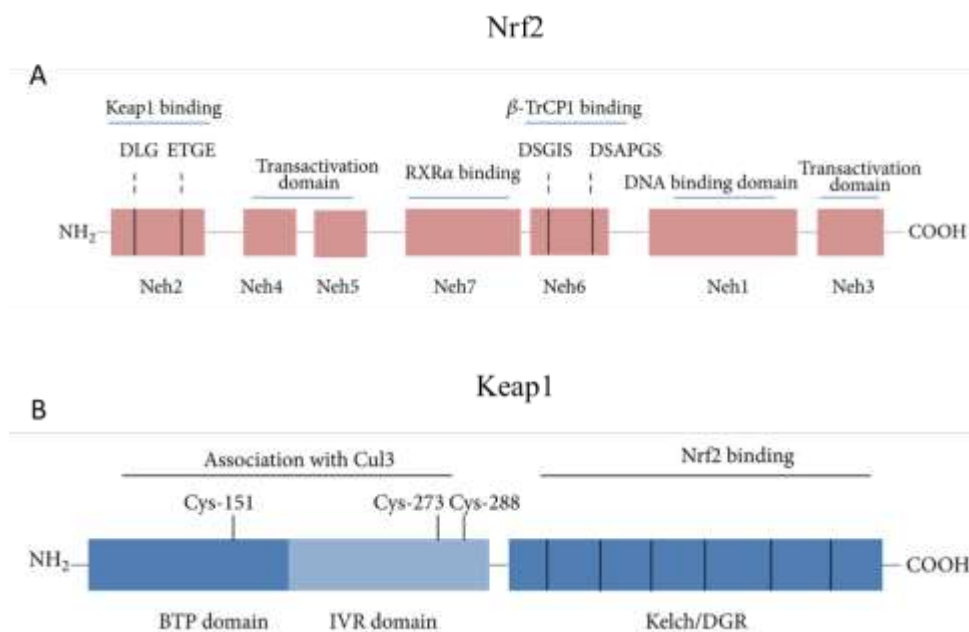 Nrf2
A
Keap1 binding
β-TrCP1 binding
DLG ETGE
DSGIS DSAPGS
Transactivation
domain
RXRα binding
DNA binding domain
Transactivation
domain
NH2
COOH
Neh2 Neh4 Neh5 Neh7 Neh6 Neh1 Neh3
Keap1
B
Association with Cul3
Nrf2 binding
Cys-151 Cys-273 Cys-288
NH2
COOH
BTP domain IVR domain Kelch/DGR